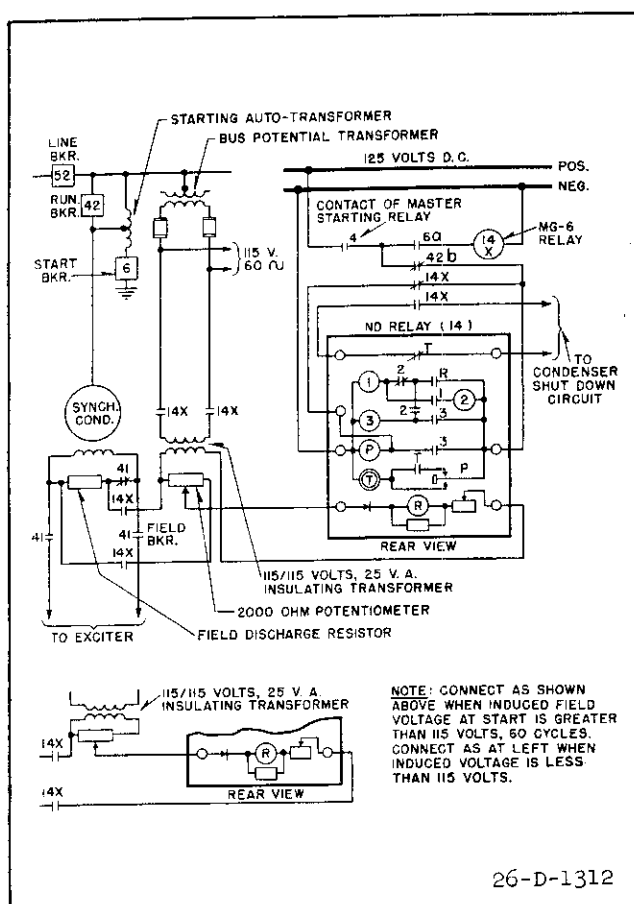 STARTING AUTO-TRANSFORMER
BUS POTENTIAL TRANSFORMER
LINE
BKR.
52
RUN.
BKR.
42
START
BKR.
6
115 V.
60 ~
SYNCH.
COND.
14X
14X
125 VOLTS D.C.
POS.
NEG.
CONTACT OF MASTER
STARTING RELAY
4
6a
14
X
MG-6
RELAY
42b
14X
14X
ND RELAY (14)
T
TO
CONDENSER
SHUT DOWN
CIRCUIT
1
2
R
1
2
3
2
3
P
3
T
T
P
R
REAR VIEW
41
14X
41
41
FIELD
BKR.
14X
115/115 VOLTS, 25 V. A.
INSULATING TRANSFORMER
2000 OHM POTENTIOMETER
FIELD DISCHARGE RESISTOR
TO EXCITER
115/115 VOLTS, 25 V. A.
INSULATING TRANSFORMER
14X
14X
R
REAR VIEW
NOTE: CONNECT AS SHOWN
ABOVE WHEN INDUCED FIELD
VOLTAGE AT START IS GREATER
THAN 115 VOLTS, 60 CYCLES.
CONNECT AS AT LEFT WHEN
INDUCED VOLTAGE IS LESS
THAN 115 VOLTS.
26-D-1312